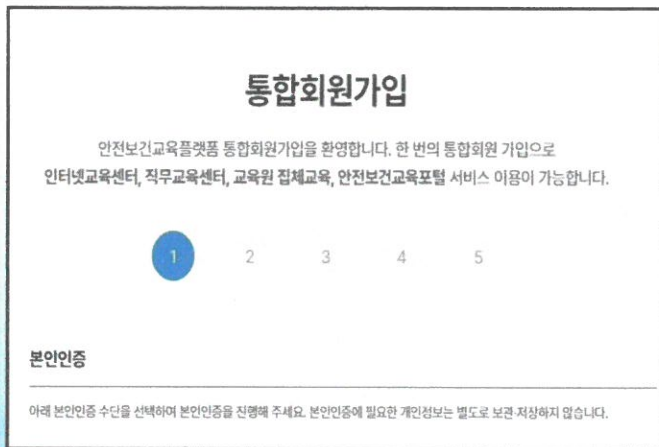 통합회원가입
안전보건교육플랫폼 통합회원가입을 환영합니다. 한 번의 통합회원 가입으로
인터넷교육센터, 직무교육센터, 교육원 집체교육, 안전보건교육포털 서비스 이용이 가능합니다.
1 2 3 4 5
본인인증
아래 본인인증 수단을 선택하여 본인인증을 진행해 주세요. 본인인증에 필요한 개인정보는 별도로 보관·저장하지 않습니다.